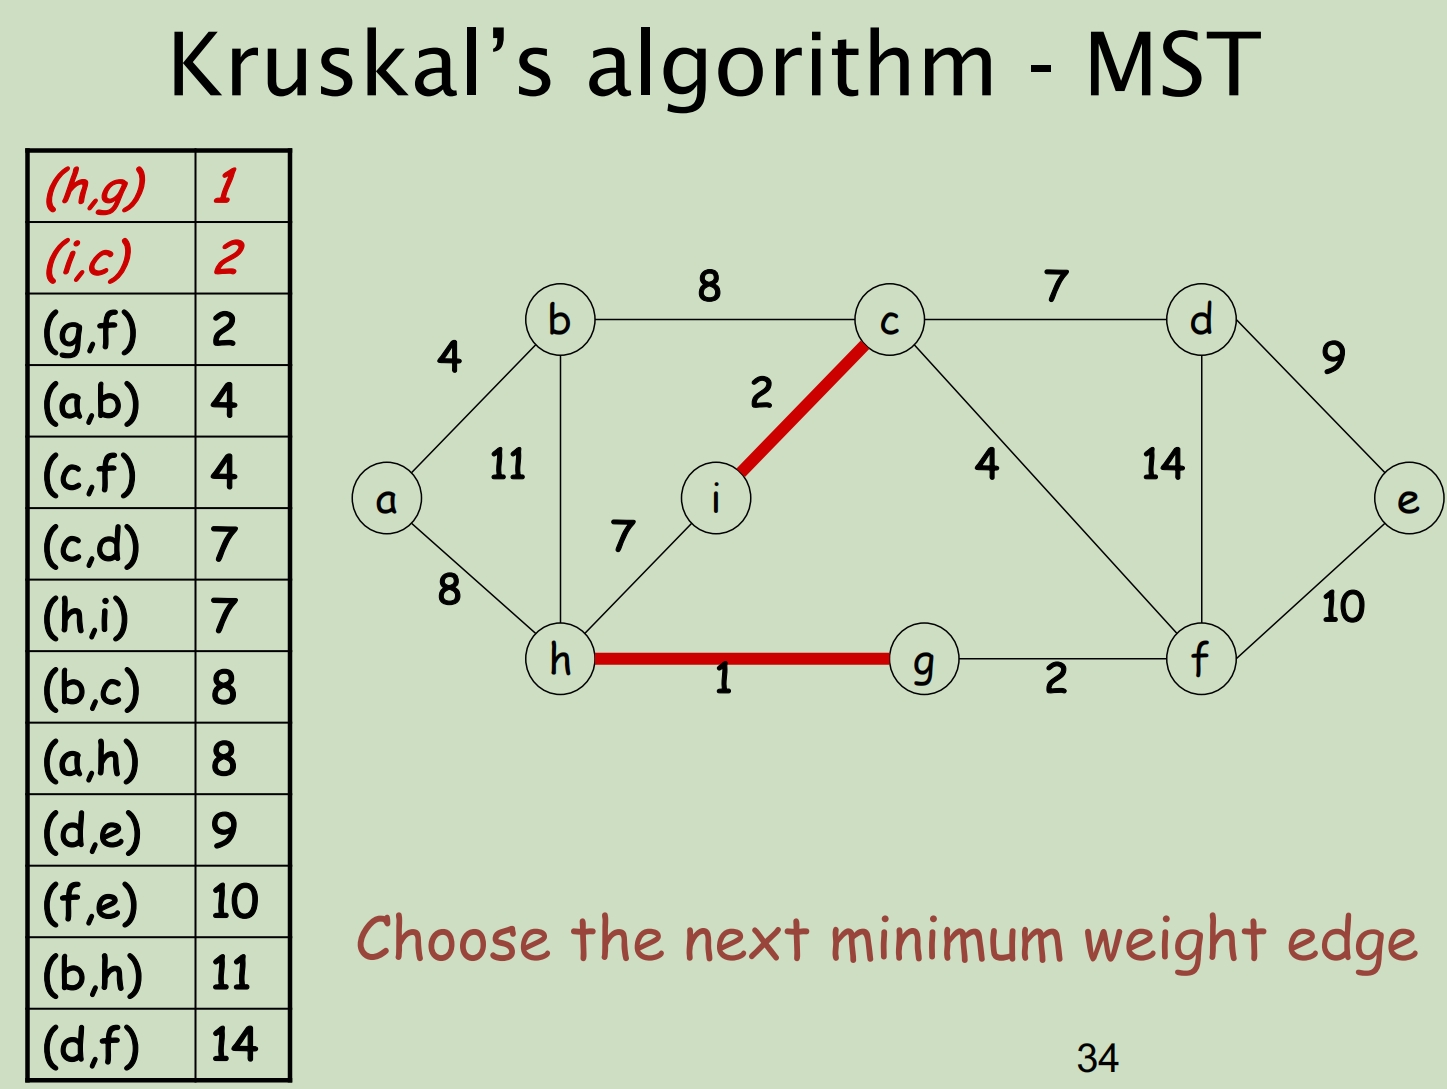 Kruskal’s algorithm - MST
(h,g) 1
(i,c) 2
(g,f) 2
(a,b) 4
(c,f) 4
(c,d) 7
(h,i) 7
(b,c) 8
(a,h) 8
(d,e) 9
(f,e) 10
(b,h) 11
(d,f) 14
8 7
b c d
4 9
2
11 4 14
a i e
7
8 10
h g f
1 2
Choose the next minimum weight edge
34